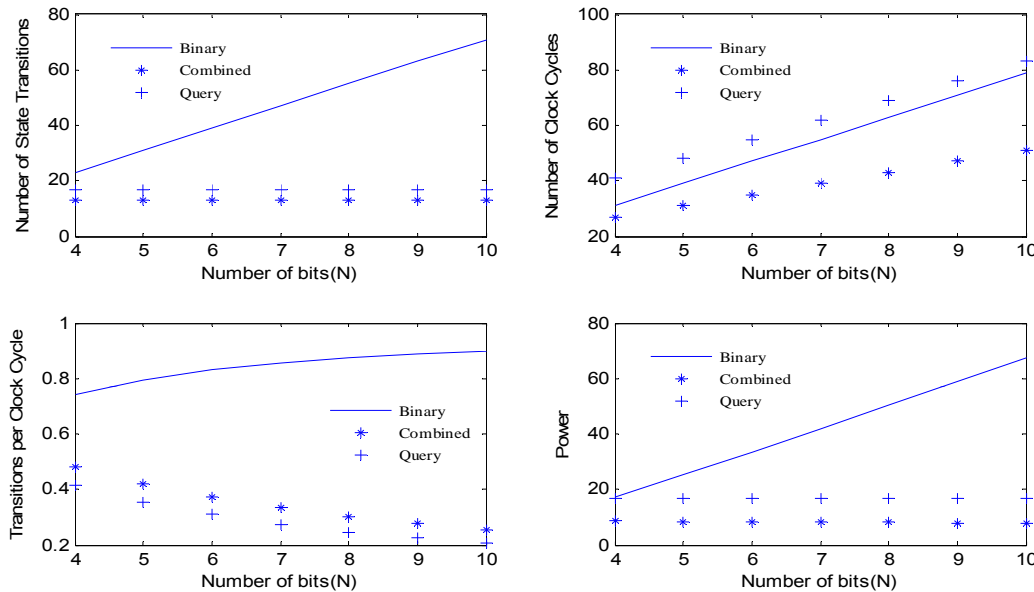 Number of State Transitions
80
60
40
20
0
Binary
Combined
Query
4 5 6 7 8 9 10
Number of bits(N)
Number of Clock Cycles
100
80
60
40
20
Binary
Combined
Query
4 5 6 7 8 9 10
Number of bits(N)
Transitions per Clock Cycle
1
0.8
0.6
0.4
0.2
Binary
Combined
Query
4 5 6 7 8 9 10
Number of bits(N)
Power
80
60
40
20
0
Binary
Combined
Query
4 5 6 7 8 9 10
Number of bits(N)